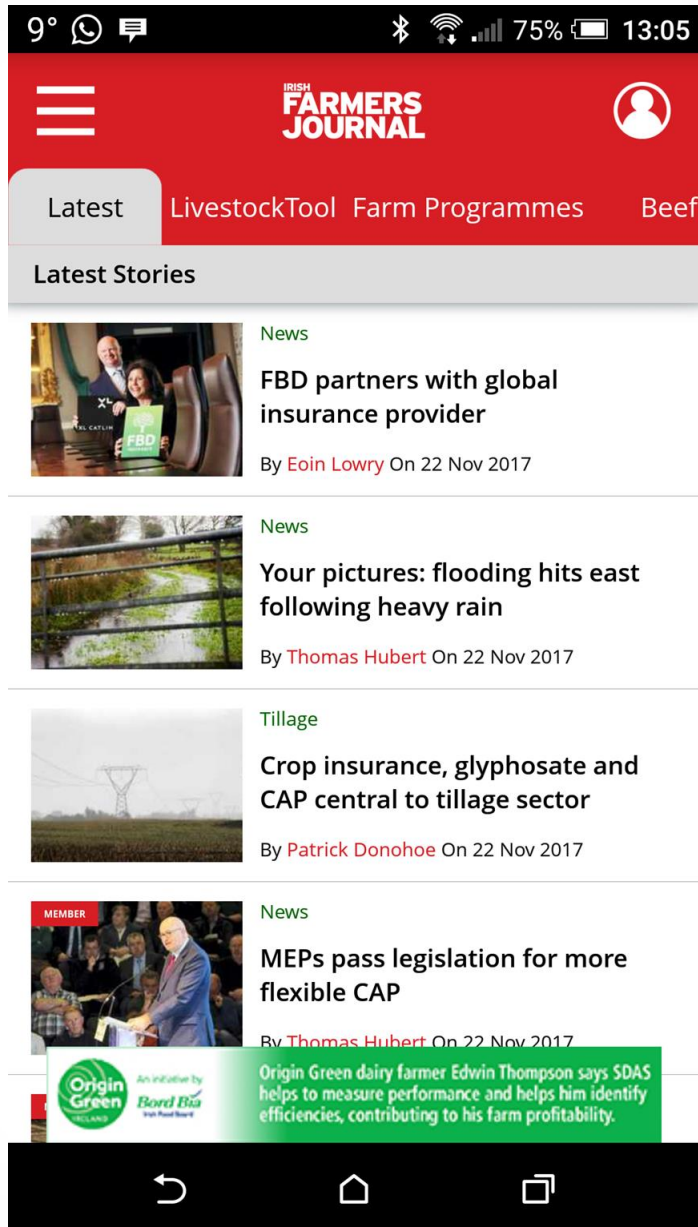 9°
75%
13:05
IRISH
FARMERS
JOURNAL
Latest
LivestockTool
Farm Programmes
Beef
Latest Stories
News
FBD partners with global
insurance provider
By Eoin Lowry On 22 Nov 2017
XL
XL CATLIN
FBD
News
Your pictures: flooding hits east
following heavy rain
By Thomas Hubert On 22 Nov 2017
Tillage
Crop insurance, glyphosate and
CAP central to tillage sector
By Patrick Donohoe On 22 Nov 2017
MEMBER
News
MEPs pass legislation for more
flexible CAP
By Thomas Hubert On 22 Nov 2017
Origin
Green
IRELAND
An initiative by
Bord Bia
Irish Food Board
Origin Green dairy farmer Edwin Thompson says SDAS
helps to measure performance and helps him identify
efficiencies, contributing to his farm profitability.